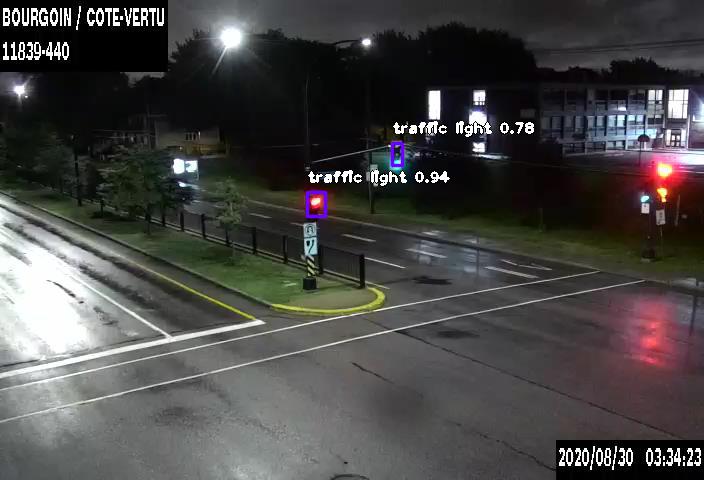 BOURGOIN / COTE-VERTU
11839-440
traffic light 0.78
traffic light 0.94
2020/08/30 03:34:23